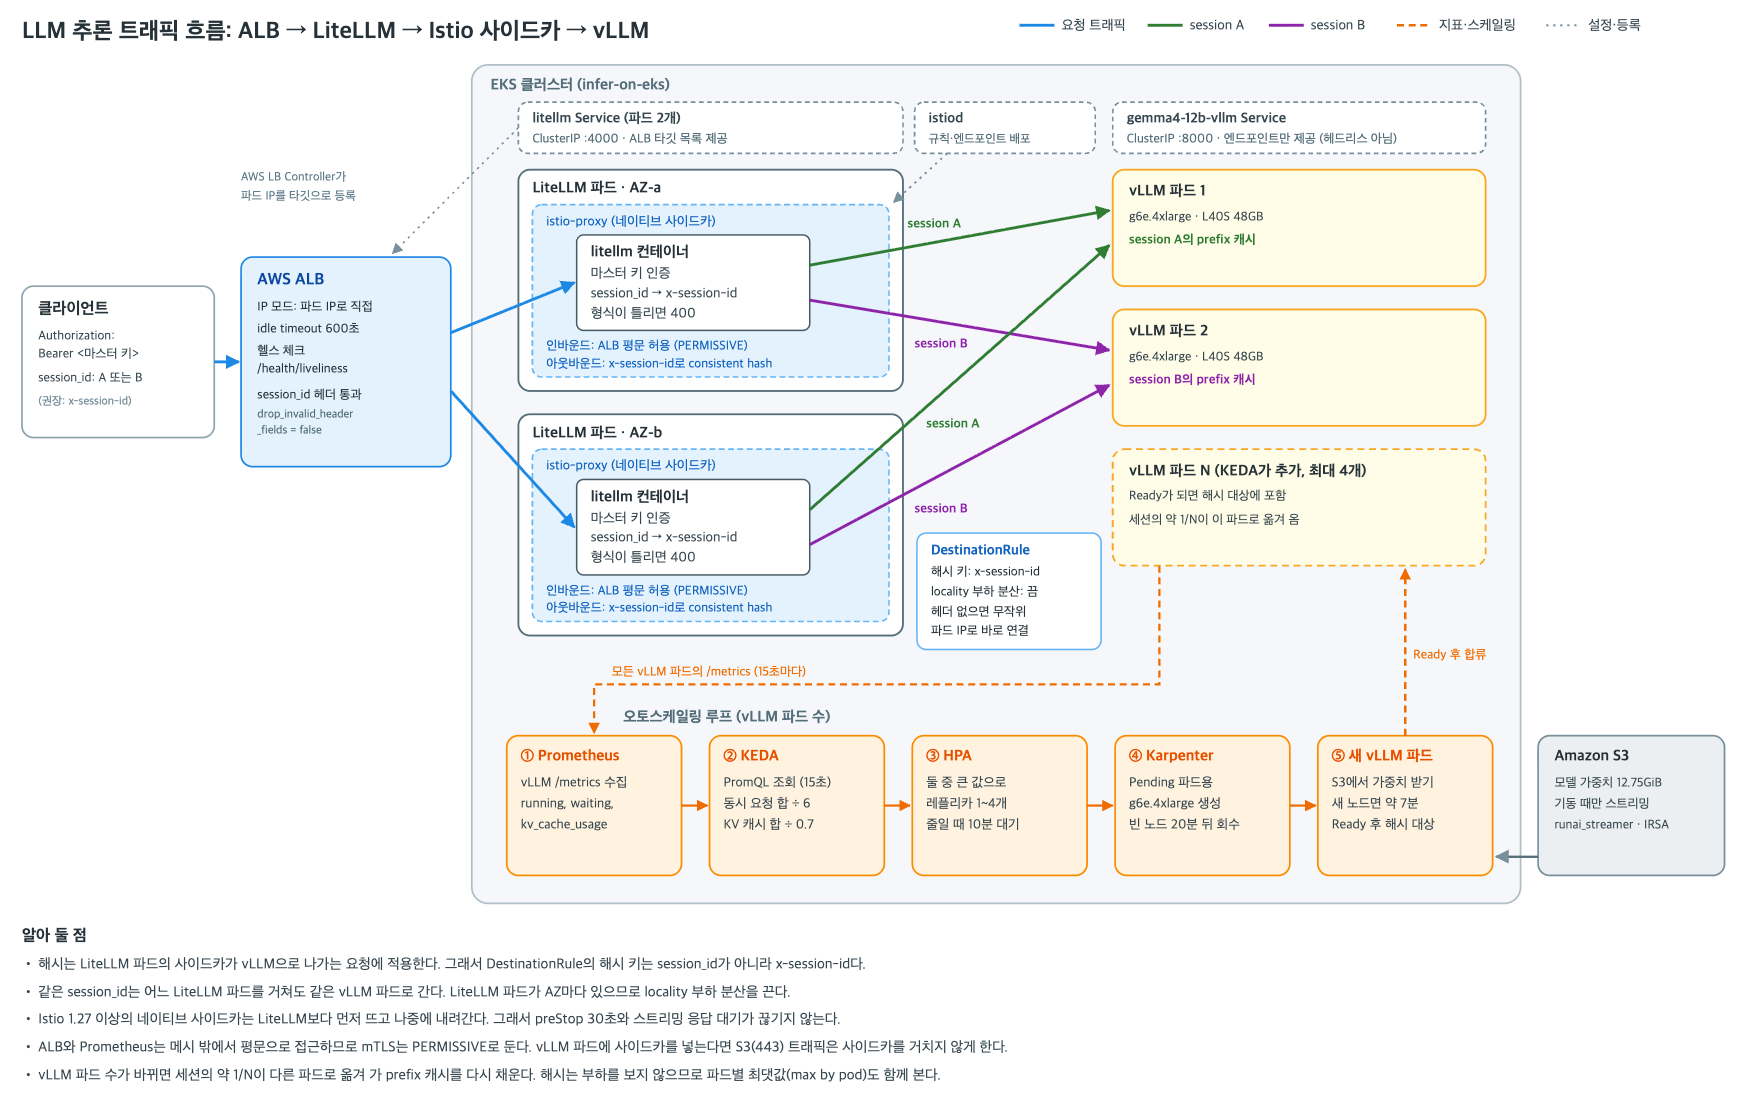 LLM 추론 트래픽 흐름: ALB → LiteLLM → Istio 사이드카 → vLLM
요청 트래픽
session A
session B
지표·스케일링
설정·등록
EKS 클러스터 (infer-on-eks)
litellm Service (파드 2개)
ClusterIP :4000 · ALB 타깃 목록 제공
istiod
규칙·엔드포인트 배포
gemma4-12b-vllm Service
ClusterIP :8000 · 엔드포인트만 제공 (헤드리스 아님)
AWS LB Controller가
파드 IP를 타깃으로 등록
클라이언트
Authorization:
Bearer <마스터 키>
session_id: A 또는 B
(권장: x-session-id)
AWS ALB
IP 모드: 파드 IP로 직접
idle timeout 600초
헬스 체크
/health/liveliness
session_id 헤더 통과
drop_invalid_header
_fields = false
LiteLLM 파드 · AZ-a
istio-proxy (네이티브 사이드카)
litellm 컨테이너
마스터 키 인증
session_id → x-session-id
형식이 틀리면 400
인바운드: ALB 평문 허용 (PERMISSIVE)
아웃바운드: x-session-id로 consistent hash
LiteLLM 파드 · AZ-b
istio-proxy (네이티브 사이드카)
litellm 컨테이너
마스터 키 인증
session_id → x-session-id
형식이 틀리면 400
인바운드: ALB 평문 허용 (PERMISSIVE)
아웃바운드: x-session-id로 consistent hash
session A
session B
session A
session B
vLLM 파드 1
g6e.4xlarge · L40S 48GB
session A의 prefix 캐시
vLLM 파드 2
g6e.4xlarge · L40S 48GB
session B의 prefix 캐시
vLLM 파드 N (KEDA가 추가, 최대 4개)
Ready가 되면 해시 대상에 포함
세션의 약 1/N이 이 파드로 옮겨 옴
DestinationRule
해시 키: x-session-id
locality 부하 분산: 끔
헤더 없으면 무작위
파드 IP로 바로 연결
모든 vLLM 파드의 /metrics (15초마다)
Ready 후 합류
오토스케일링 루프 (vLLM 파드 수)
① Prometheus
vLLM /metrics 수집
running, waiting,
kv_cache_usage
② KEDA
PromQL 조회 (15초)
동시 요청 합 ÷ 6
KV 캐시 합 ÷ 0.7
③ HPA
둘 중 큰 값으로
레플리카 1~4개
줄일 때 10분 대기
④ Karpenter
Pending 파드용
g6e.4xlarge 생성
빈 노드 20분 뒤 회수
⑤ 새 vLLM 파드
S3에서 가중치 받기
새 노드면 약 7분
Ready 후 해시 대상
Amazon S3
모델 가중치 12.75GiB
기동 때만 스트리밍
runai_streamer · IRSA
알아 둘 점
• 해시는 LiteLLM 파드의 사이드카가 vLLM으로 나가는 요청에 적용한다. 그래서 DestinationRule의 해시 키는 session_id가 아니라 x-session-id다.
• 같은 session_id는 어느 LiteLLM 파드를 거쳐도 같은 vLLM 파드로 간다. LiteLLM 파드가 AZ마다 있으므로 locality 부하 분산을 끈다.
• Istio 1.27 이상의 네이티브 사이드카는 LiteLLM보다 먼저 뜨고 나중에 내려간다. 그래서 preStop 30초와 스트리밍 응답 대기가 끊기지 않는다.
• ALB와 Prometheus는 메시 밖에서 평문으로 접근하므로 mTLS는 PERMISSIVE로 둔다. vLLM 파드에 사이드카를 넣는다면 S3(443) 트래픽은 사이드카를 거치지 않게 한다.
• vLLM 파드 수가 바뀌면 세션의 약 1/N이 다른 파드로 옮겨 가 prefix 캐시를 다시 채운다. 해시는 부하를 보지 않으므로 파드별 최댓값(max by pod)도 함께 본다.